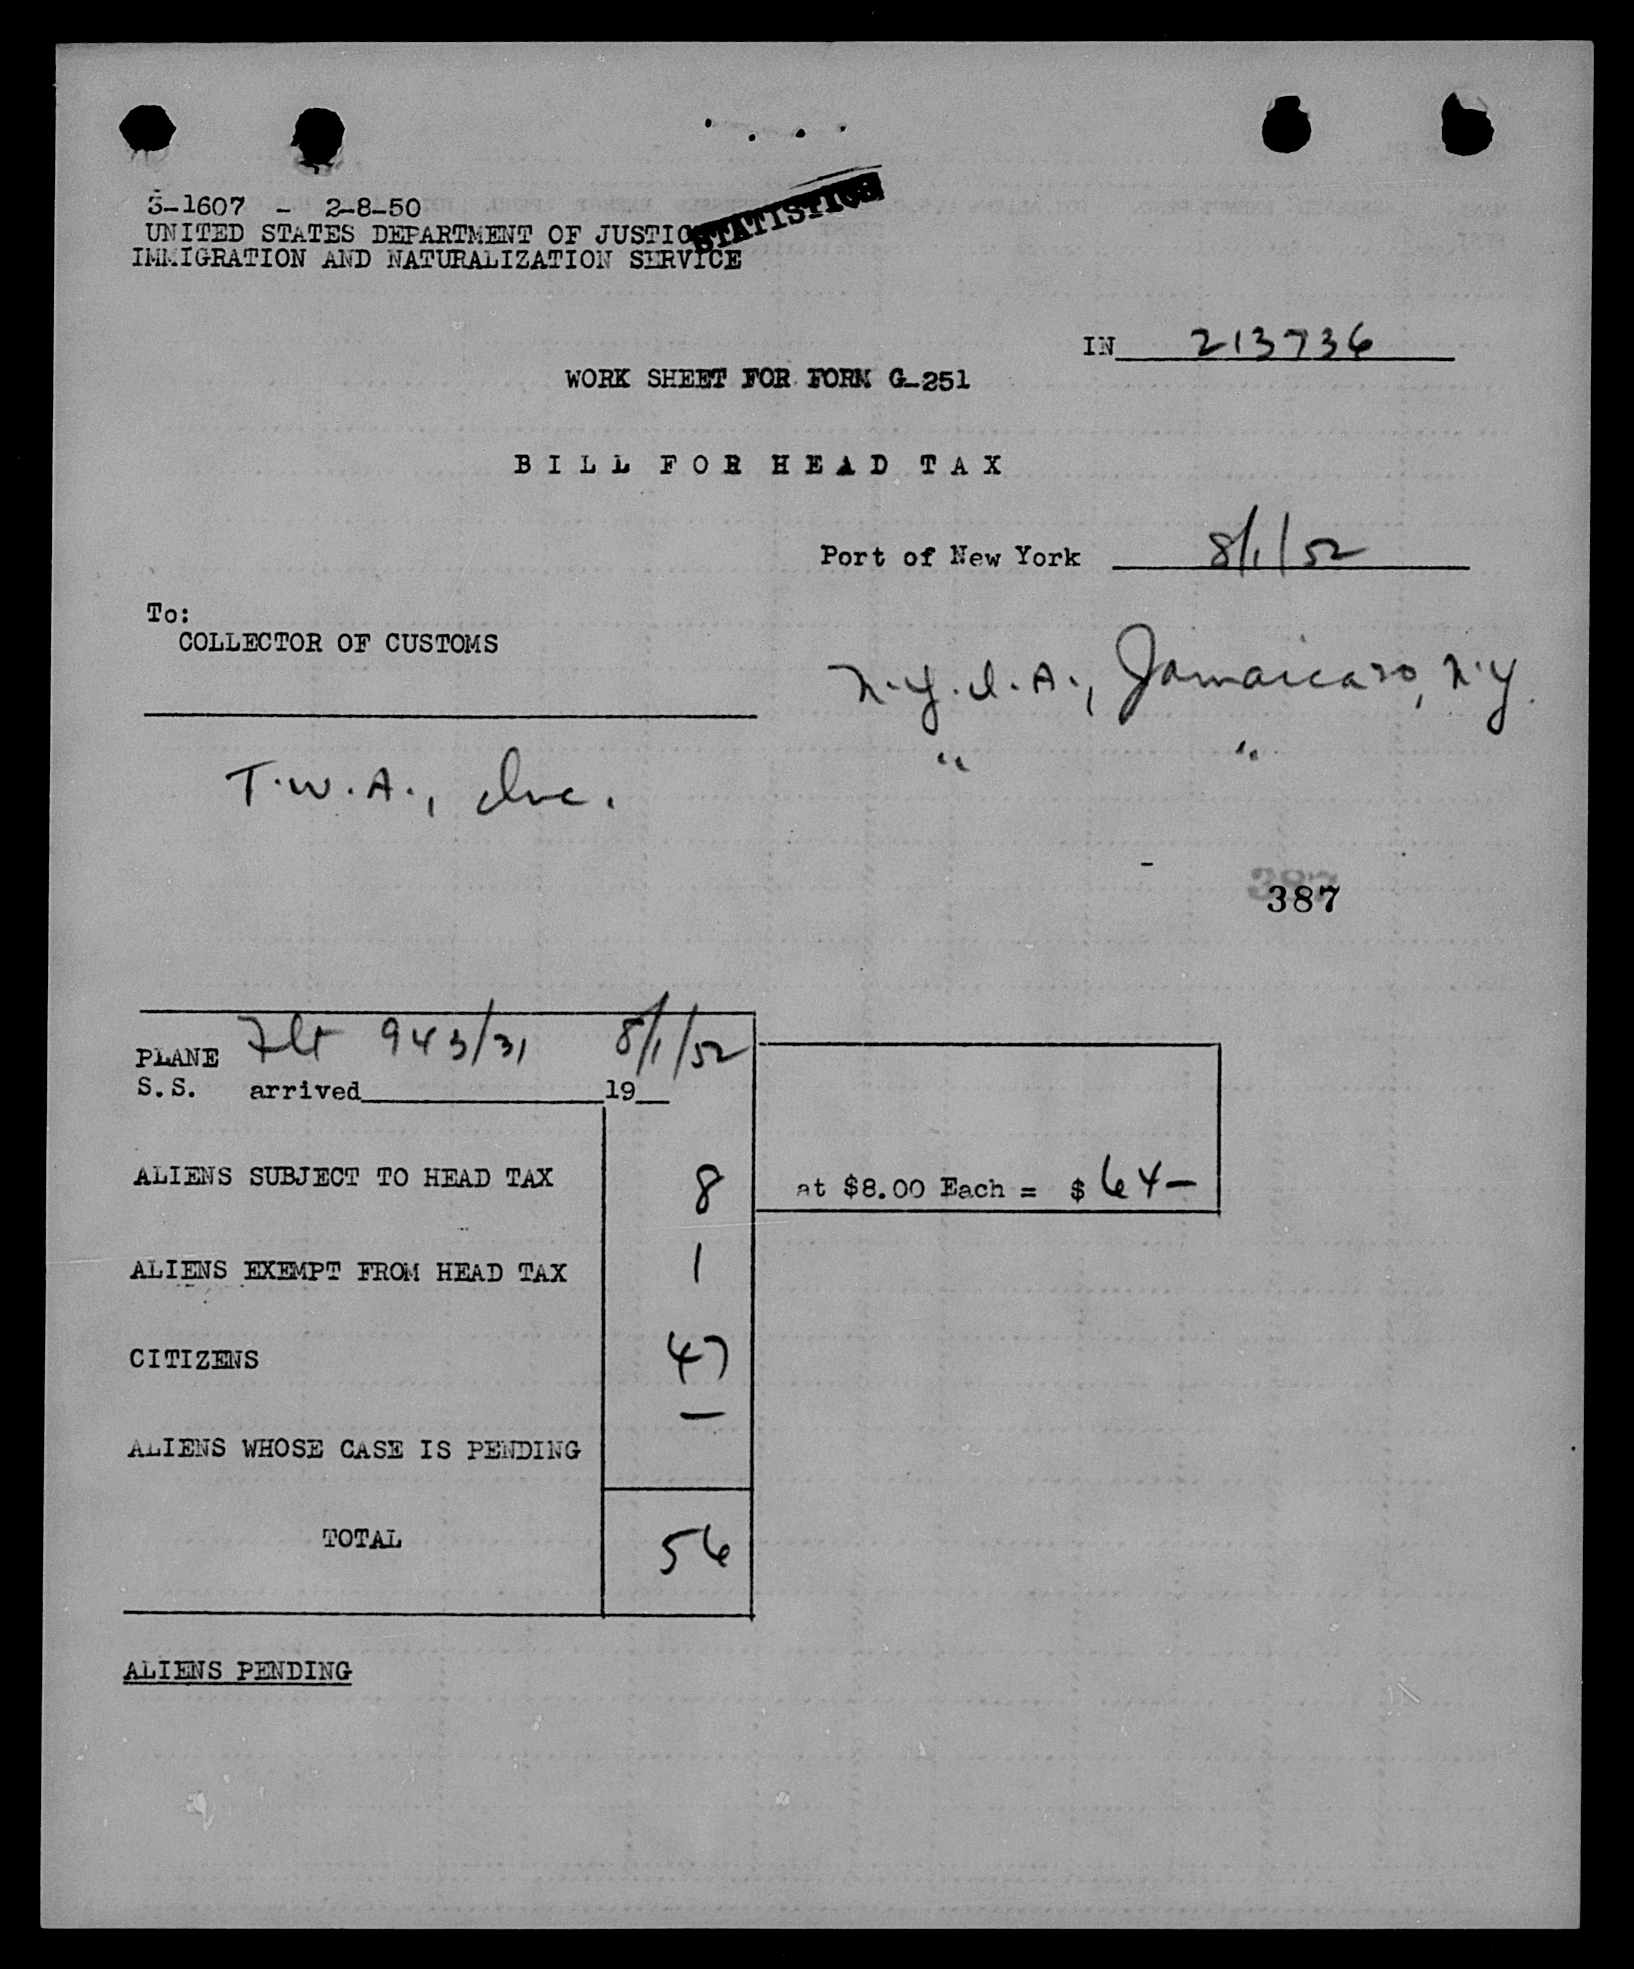 S-1607 - 2-8-50
UNITED STATES DEPARTMENT OF JUSTICE
STATISTICS
IMMIGRATION AND NATURALIZATION SERVICE
IN 213736
WORK SHEET FOR FORM G-251
BILL FOR HEAD TAX
Port of New York 8/1/52
To:
COLLECTOR OF CUSTOMS
N.Y.I.A., Jamaica 30, N.Y.
" "
T.W.A., Inc.
387
PLANE Flt 943/31 8/1/52
S.S. arrived 19
ALIENS SUBJECT TO HEAD TAX 8 at $8.00 Each = $ 64-
ALIENS EXEMPT FROM HEAD TAX 1
CITIZENS 47
ALIENS WHOSE CASE IS PENDING —
TOTAL 56
ALIENS PENDING